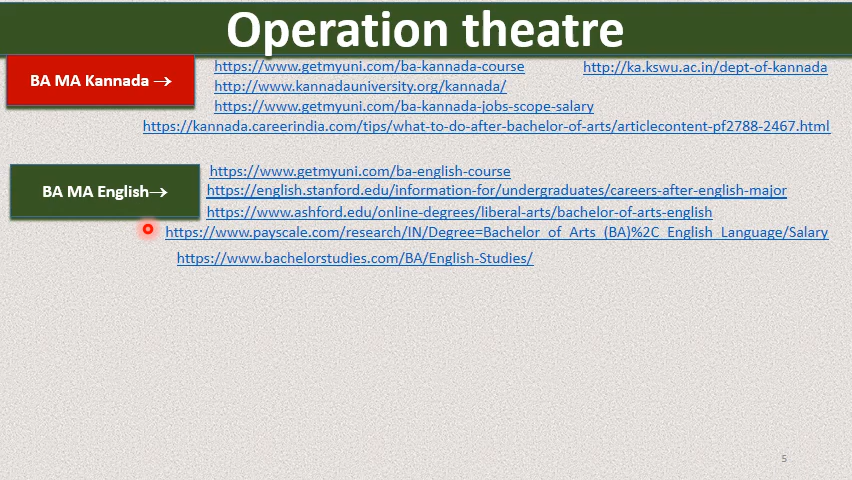 Operation theatre
BA MA Kannada →
https://www.getmyuni.com/ba-kannada-course
http://ka.kswu.ac.in/dept-of-kannada
http://www.kannadauniversity.org/kannada/
https://www.getmyuni.com/ba-kannada-jobs-scope-salary
https://kannada.careerindia.com/tips/what-to-do-after-bachelor-of-arts/articlecontent-pf2788-2467.html
BA MA English→
https://www.getmyuni.com/ba-english-course
https://english.stanford.edu/information-for/undergraduates/careers-after-english-major
https://www.ashford.edu/online-degrees/liberal-arts/bachelor-of-arts-english
https://www.payscale.com/research/IN/Degree=Bachelor_of_Arts_(BA)%2C_English_Language/Salary
https://www.bachelorstudies.com/BA/English-Studies/
5